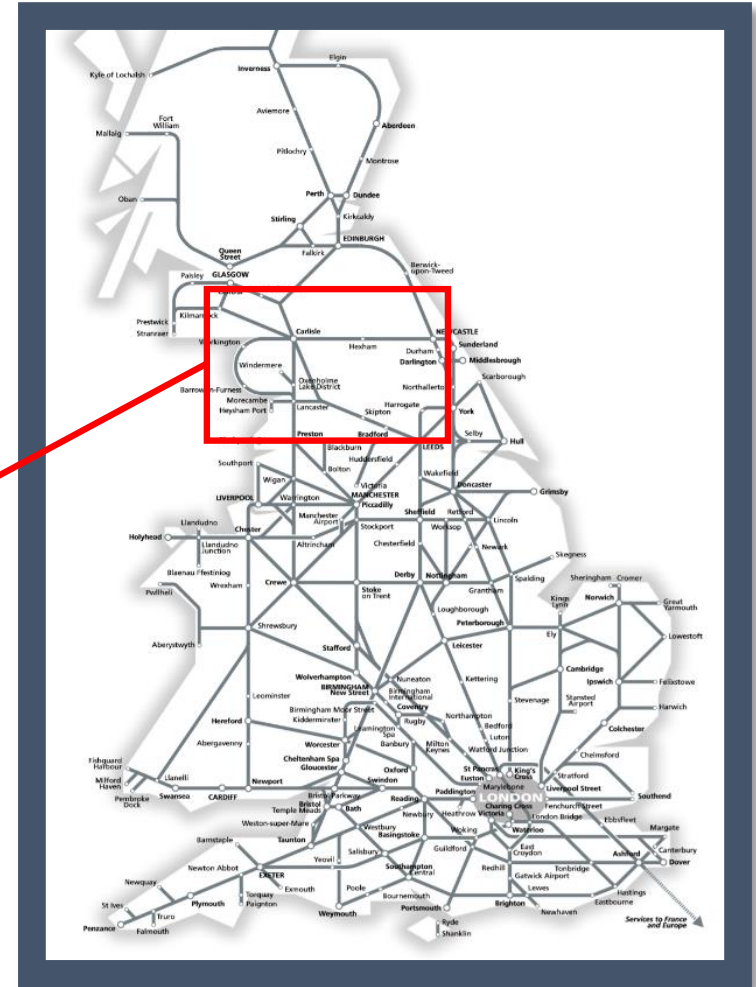 Elgin
Inverness
Kyle of Lochalsh
Aviemore
Fort
William
Mallaig
Aberdeen
Pitlochry
Montrose
Perth
Dundee
Oban
Kirkcaldy
Stirling
EDINBURGH
Falkirk
Queen
Street
GLASGOW
Paisley
Berwick-
upon-Tweed
Prestwick
Stranraer
Carlisle
Hexham
NEWCASTLE
Sunderland
Durham
Darlington
Middlesbrough
Windermere
Oxenholme
Lake District
Northallerton
Scarborough
Morecambe
Heysham Port
Lancaster
Harrogate
Skipton
York
Preston
Bradford
LEEDS
Selby
Hull
Blackburn
Huddersfield
Southport
Bolton
Wakefield
Wigan
Victoria
MANCHESTER
Piccadilly
Doncaster
Grimsby
LIVERPOOL
Warrington
Manchester
Airport
Stockport
Sheffield
Retford
Lincoln
Worksop
Llandudno
Holyhead
Llandudno
Junction
Chester
Altrincham
Chesterfield
Newark
Skegness
Blaenau Ffestiniog
Pwllheli
Wrexham
Crewe
Stoke
on Trent
Derby
Nottingham
Grantham
Spalding
Sheringham
Cromer
Kings
Lynn
Norwich
Great
Yarmouth
Loughborough
Peterborough
Ely
Lowestoft
Shrewsbury
Aberystwyth
Stafford
Leicester
Wolverhampton
Nuneaton
Kettering
Cambridge
Ipswich
Felixstowe
BIRMINGHAM
New Street
Birmingham
International
Stevenage
Stansted
Airport
Harwich
Leominster
Birmingham Moor Street
Coventry
Rugby
Northampton
Kidderminster
Hereford
Leamington
Spa
Bedford
Colchester
Worcester
Banbury
Milton
Keynes
Luton
Abergavenny
Watford Junction
Chelmsford
Cheltenham Spa
Gloucester
Oxford
St Pancras
Euston
King's
Cross
Stratford
Fishguard
Harbour
Milford
Haven
Llanelli
Newport
Swindon
Paddington
Marylebone
LONDON
Liverpool Street
Pembroke
Dock
Swansea
CARDIFF
Bristol Parkway
Bristol
Temple Meads
Bath
Reading
Charing Cross
Fenchurch Street
Southend
Newbury
Heathrow
Victoria
London Bridge
Ebbsfleet
Weston-super-Mare
Westbury
Basingstoke
Woking
Waterloo
Margate
Barnstaple
Taunton
Salisbury
Guildford
East
Croydon
Canterbury
Yeovil
Newton Abbot
Southampton
Central
Redhill
Tonbridge
Ashford
Dover
EXETER
Gatwick Airport
Newquay
Exmouth
Poole
Lewes
Hastings
Torquay
Paignton
Bournemouth
Eastbourne
St Ives
Plymouth
Weymouth
Portsmouth
Brighton
Newhaven
Truro
Penzance
Falmouth
Ryde
Shanklin
Services to France
and Europe